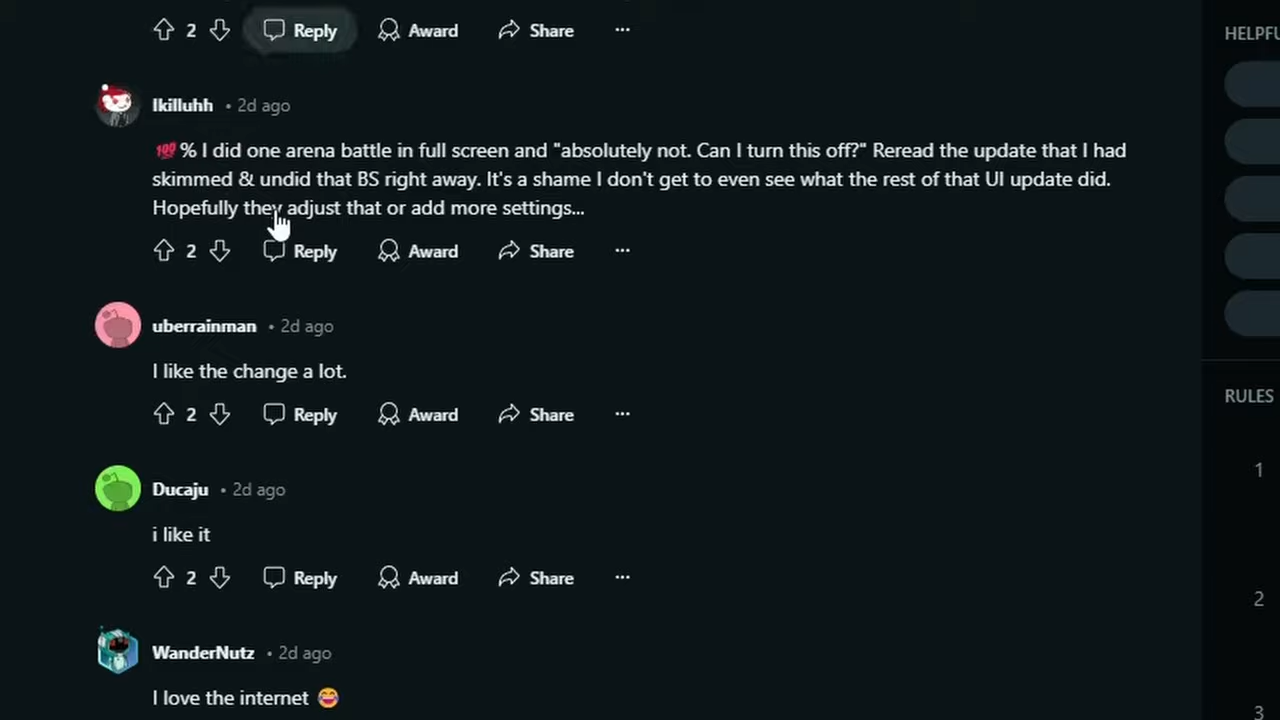 2 Reply Award Share ...
HELPFU
Ikilluhh • 2d ago
💯% I did one arena battle in full screen and "absolutely not. Can I turn this off?" Reread the update that I had
skimmed & undid that BS right away. It's a shame I don't get to even see what the rest of that UI update did.
Hopefully they adjust that or add more settings...
2 Reply Award Share ...
uberrainman • 2d ago
I like the change a lot.
RULES
2 Reply Award Share ...
1
Ducaju • 2d ago
i like it
2 Reply Award Share ...
2
WanderNutz • 2d ago
I love the internet 😂
3